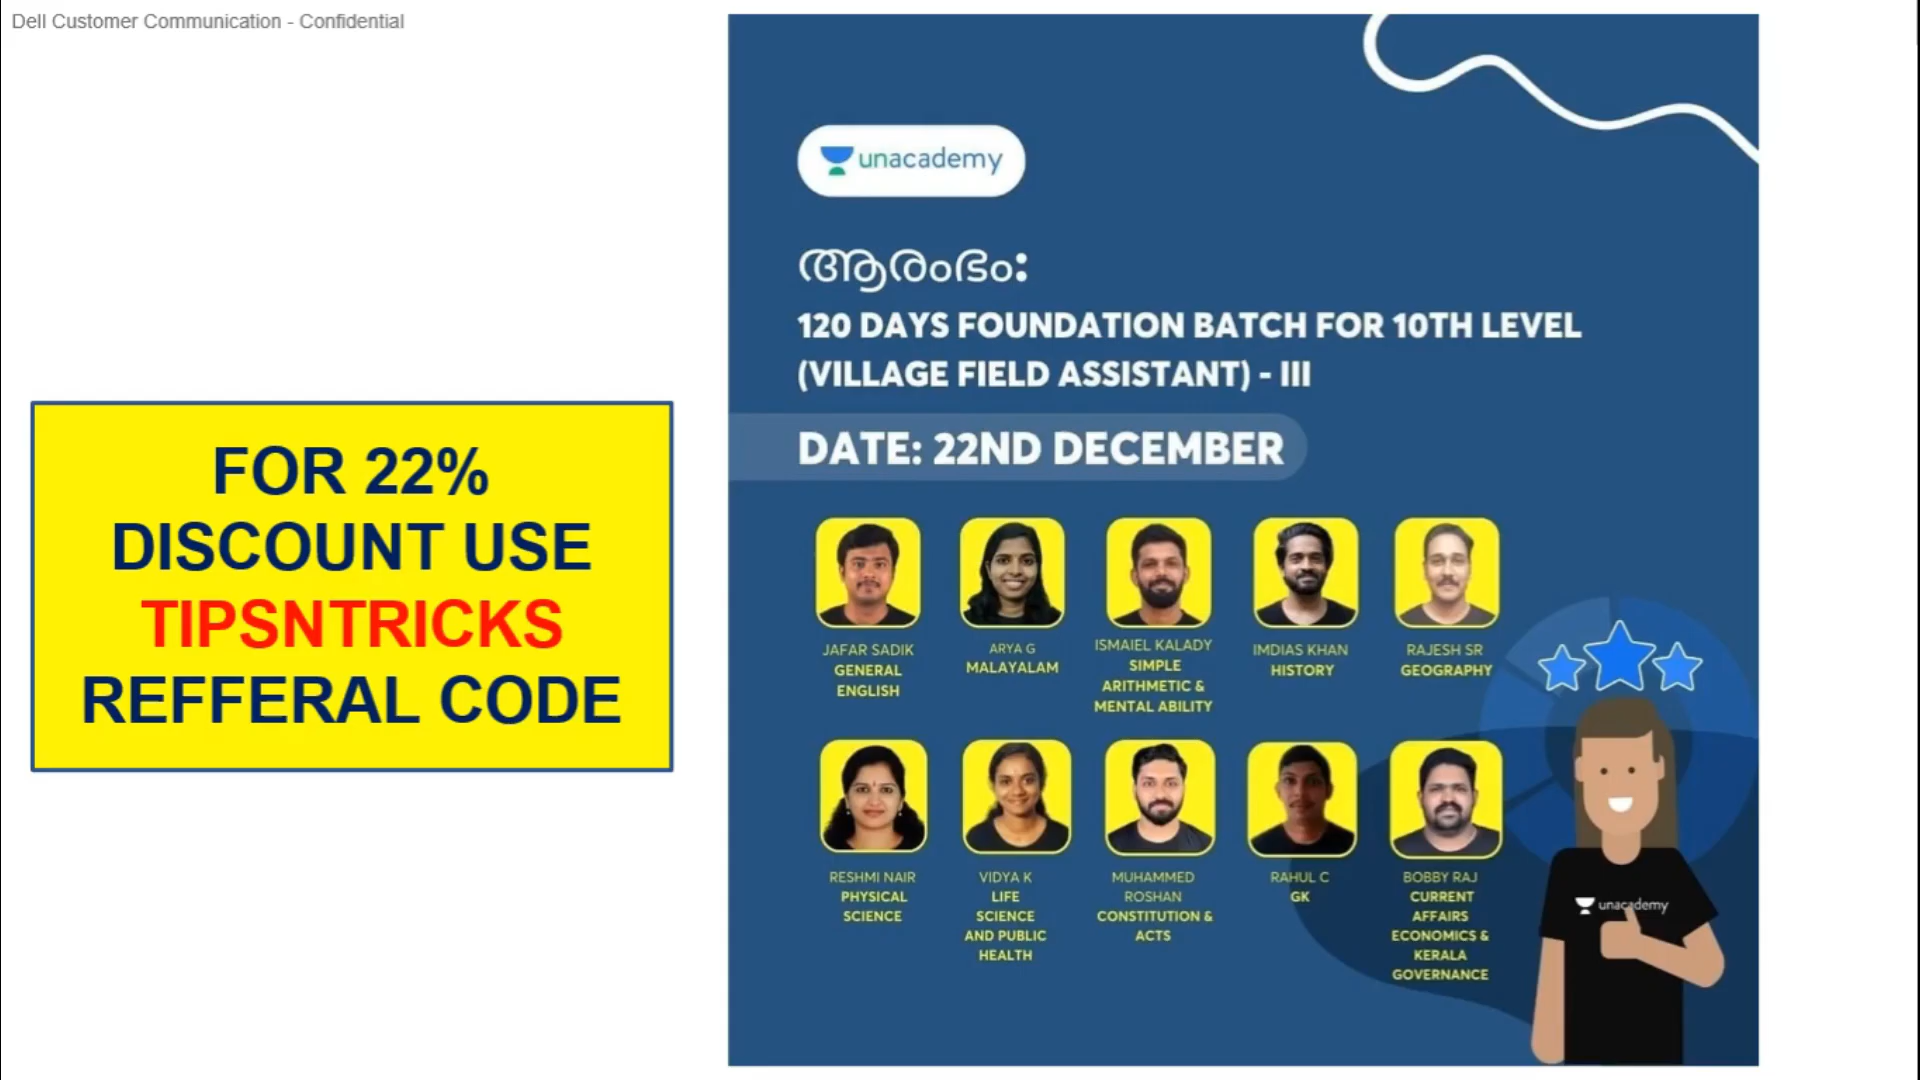 Dell Customer Communication - Confidential
unacademy
ആരംഭം:
120 DAYS FOUNDATION BATCH FOR 10TH LEVEL
(VILLAGE FIELD ASSISTANT) - III
DATE: 22ND DECEMBER
FOR 22%
DISCOUNT USE
TIPSNTRICKS
REFFERAL CODE
JAFAR SADIK
GENERAL
ENGLISH
ARYA G
MALAYALAM
ISMAIEL KALADY
SIMPLE
ARITHMETIC &
MENTAL ABILITY
IMDIAS KHAN
HISTORY
RAJESH SR
GEOGRAPHY
RESHMI NAIR
PHYSICAL
SCIENCE
VIDYA K
LIFE
SCIENCE
AND PUBLIC
HEALTH
MUHAMMED
ROSHAN
CONSTITUTION &
ACTS
RAHUL C
GK
BOBBY RAJ
CURRENT
AFFAIRS
ECONOMICS &
KERALA
GOVERNANCE
unacademy